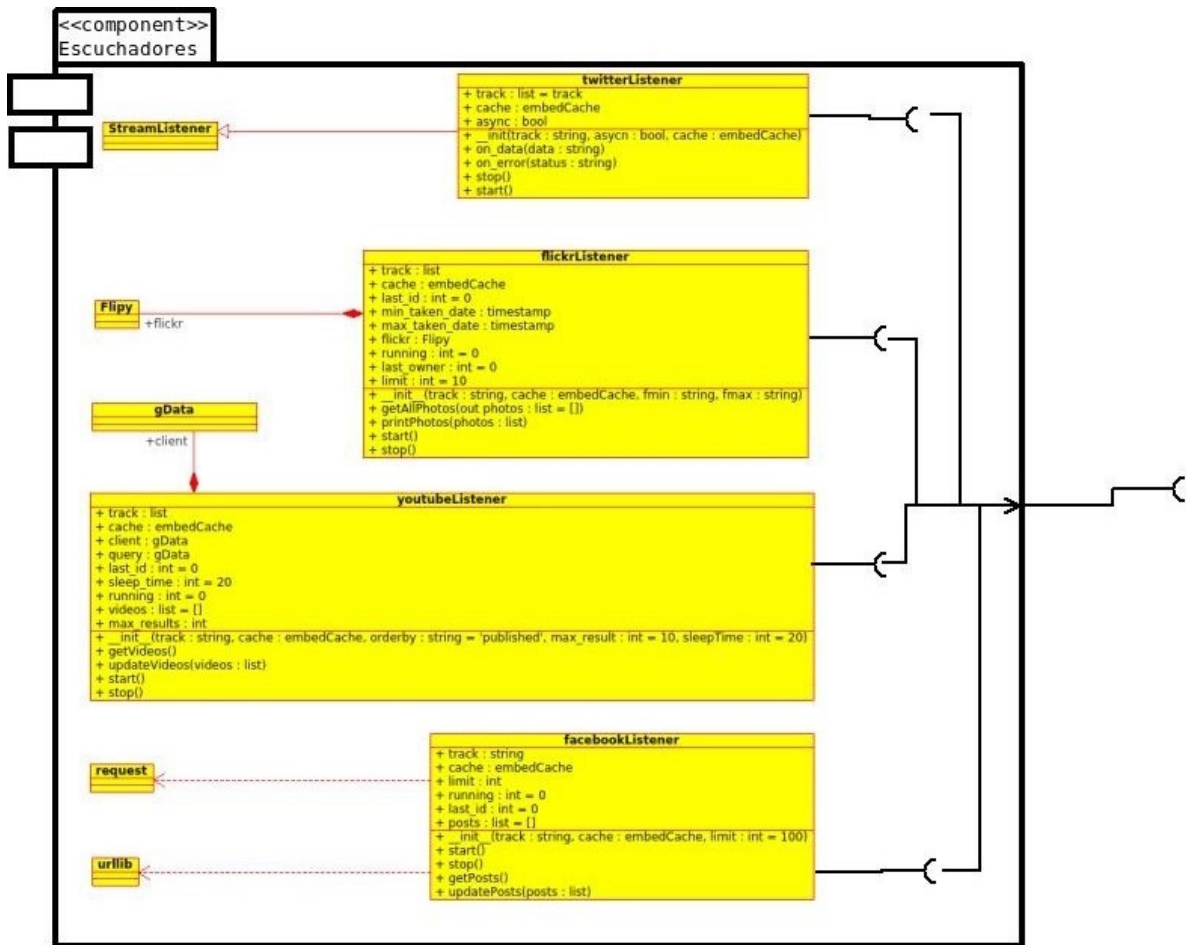 <<component>>
Escuchadores
twitterListener
+ track : list = track
+ cache : embedCache
+ async : bool
+ __init(track : string, asycn : bool, cache : embedCache)
+ on_data(data : string)
+ on_error(status : string)
+ stop()
+ start()
StreamListener
flickrListener
+ track : list
+ cache : embedCache
+ last_id : int = 0
+ min_taken_date : timestamp
+ max_taken_date : timestamp
+ flickr : Flipy
+ running : int = 0
+ last_owner : int = 0
+ limit : int = 10
+ __init__(track : string, cache : embedCache, fmin : string, fmax : string)
+ getAllPhotos(out photos : list = [])
+ printPhotos(photos : list)
+ start()
+ stop()
Flipy
+flickr
gData
+client
youtubeListener
+ track : list
+ cache : embedCache
+ client : gData
+ query : gData
+ last_id : int = 0
+ sleep_time : int = 20
+ running : int = 0
+ videos : list = []
+ max_results : int
+ __init__(track : string, cache : embedCache, orderby : string = 'published', max_result : int = 10, sleepTime : int = 20)
+ getVideos()
+ updateVideos(videos : list)
+ start()
+ stop()
facebookListener
+ track : string
+ cache : embedCache
+ limit : int
+ running : int = 0
+ last_id : int = 0
+ posts : list = []
+ __init__(track : string, cache : embedCache, limit : int = 100)
+ start()
+ stop()
+ getPosts()
+ updatePosts(posts : list)
request
urllib